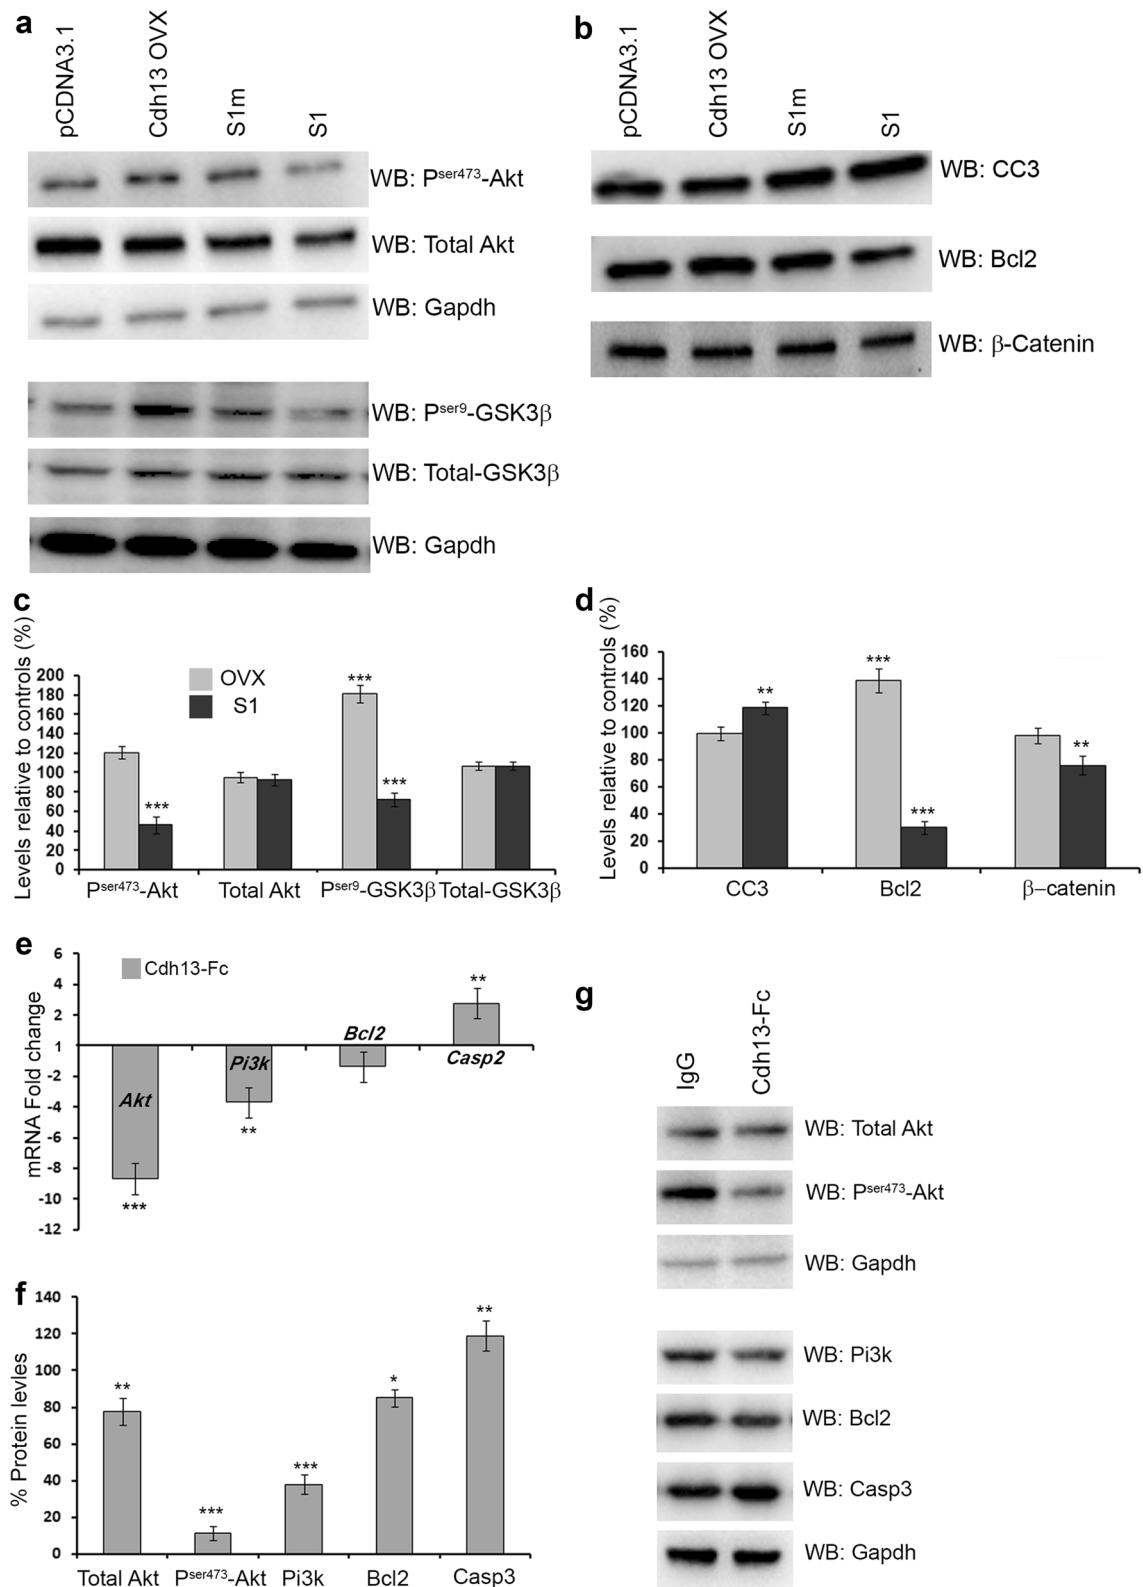 a
pCDNA3.1
Cdh13 OVX
S1m
S1
WB: Pser473-Akt
WB: Total Akt
WB: Gapdh
WB: Pser9-GSK3β
WB: Total-GSK3β
WB: Gapdh
b
pCDNA3.1
Cdh13 OVX
S1m
S1
WB: CC3
WB: Bcl2
WB: β-Catenin
c
Levels relative to controls (%)
200
180
160
140
120
100
80
60
40
20
0
OVX
S1
***
***
***
Pser473-Akt
Total Akt
Pser9-GSK3β
Total-GSK3β
d
Levels relative to controls (%)
160
140
120
100
80
60
40
20
0
**
***
***
**
CC3
Bcl2
β–catenin
e
mRNA Fold change
6
4
2
1
-2
-4
-6
-8
-10
-12
Cdh13-Fc
Akt
***
Pi3k
**
Bcl2
**
Casp2
f
% Protein levles
140
120
100
80
60
40
20
0
**
***
***
*
**
Total Akt
Pser473-Akt
Pi3k
Bcl2
Casp3
g
IgG
Cdh13-Fc
WB: Total Akt
WB: Pser473-Akt
WB: Gapdh
WB: Pi3k
WB: Bcl2
WB: Casp3
WB: Gapdh